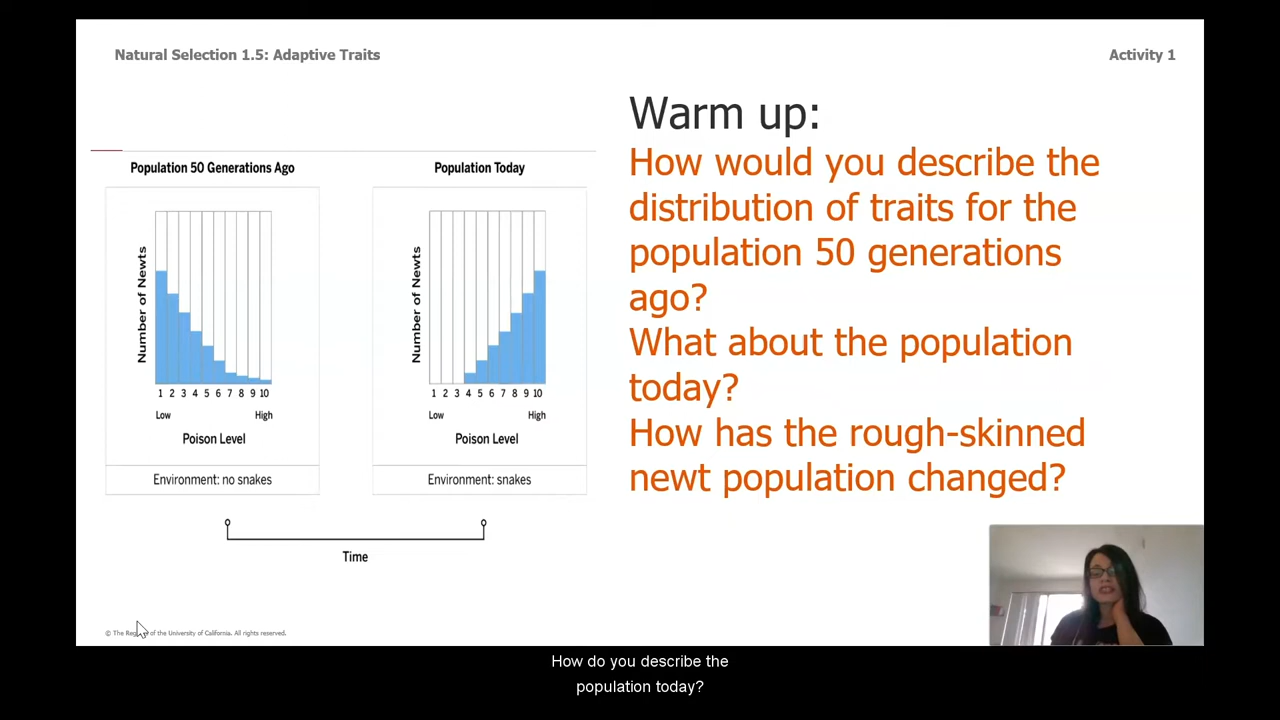 Natural Selection 1.5: Adaptive Traits
Activity 1
Warm up:
How would you describe the
distribution of traits for the
population 50 generations
ago?
What about the population
today?
How has the rough-skinned
newt population changed?
Population 50 Generations Ago
Number of Newts
1 2 3 4 5 6 7 8 9 10
Low High
Poison Level
Environment: no snakes
Population Today
Number of Newts
1 2 3 4 5 6 7 8 9 10
Low High
Poison Level
Environment: snakes
Time
© The of the University of California. All rights reserved.
How do you describe the
population today?